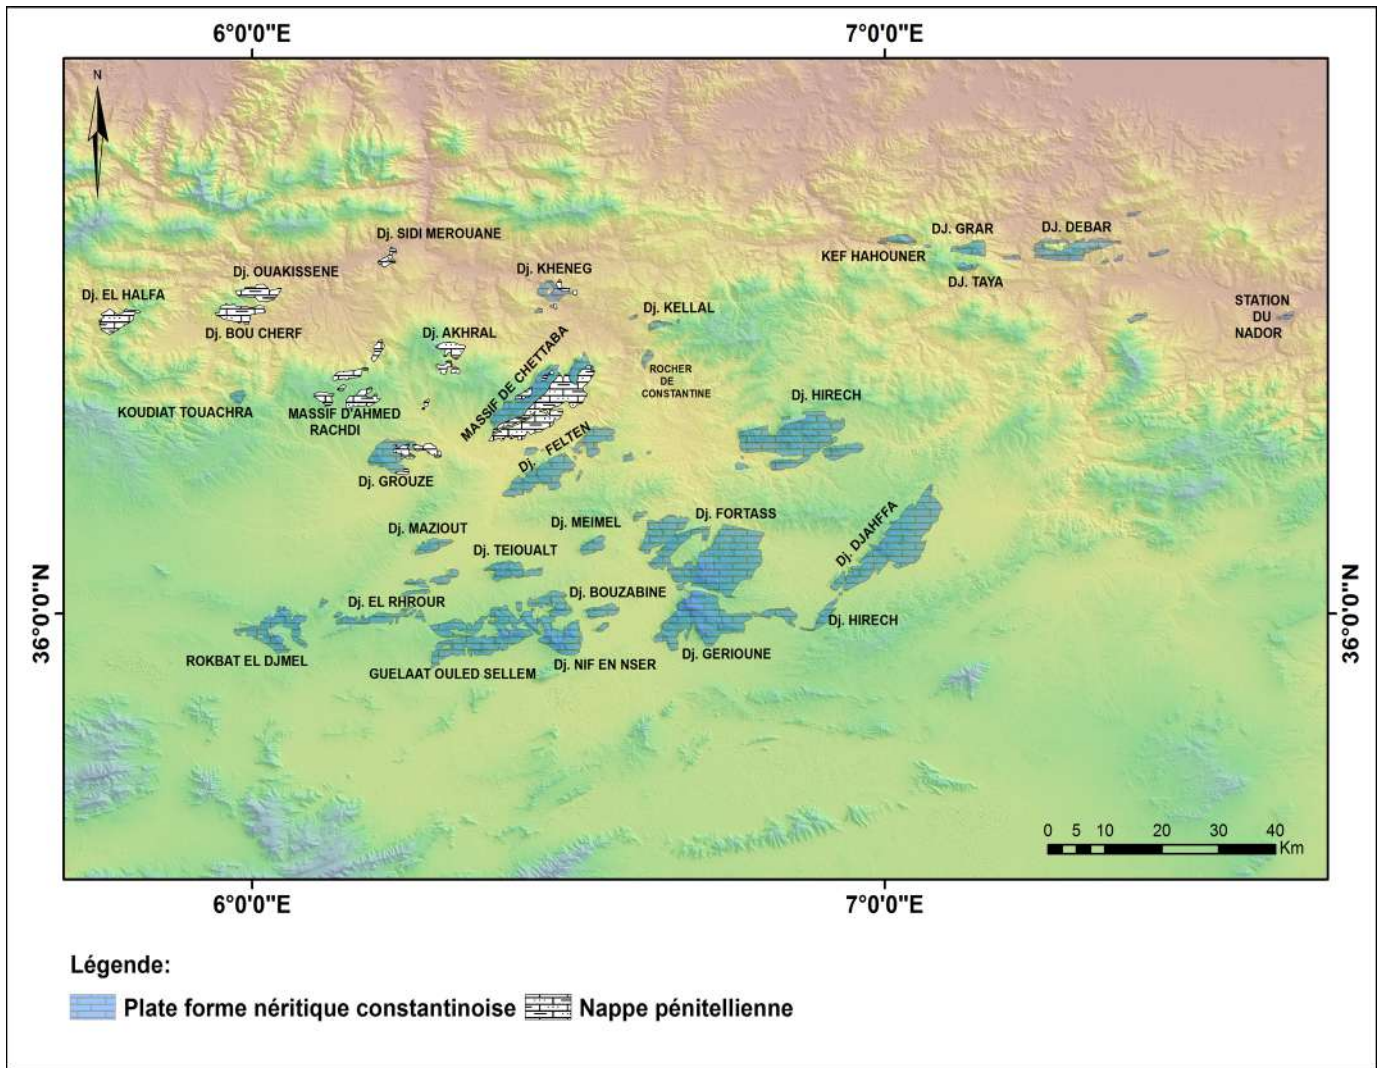 6°0'0"E
7°0'0"E
N
Dj. SIDI MEROUANE
DJ. GRAR
DJ. DEBAR
KEF HAHOUNER
Dj. OUAKISSENE
Dj. KHENEG
DJ. TAYA
Dj. EL HALFA
STATION
DU
NADOR
Dj. KELLAL
Dj. BOU CHERF
Dj. AKHRAL
MASSIF DE CHETTABA
ROCHER
DE
CONSTANTINE
Dj. HIRECH
KOUDIAT TOUACHRA
MASSIF D'AHMED
RACHDI
Dj. FELTEN
Dj. GROUZE
Dj. FORTASS
Dj. MEIMEL
Dj. MAZIOUT
Dj. DJAHFFA
Dj. TEIOUALT
Dj. BOUZABINE
Dj. EL RHROUR
Dj. HIRECH
36°0'0"N
36°0'0"N
Dj. GERIOUNE
ROKBAT EL DJMEL
Dj. NIF EN NSER
GUELAAT OULED SELLEM
0 5 10 20 30 40
Km
6°0'0"E
7°0'0"E
Légende:
Plate forme néritique constantinoise
Nappe pénitellienne